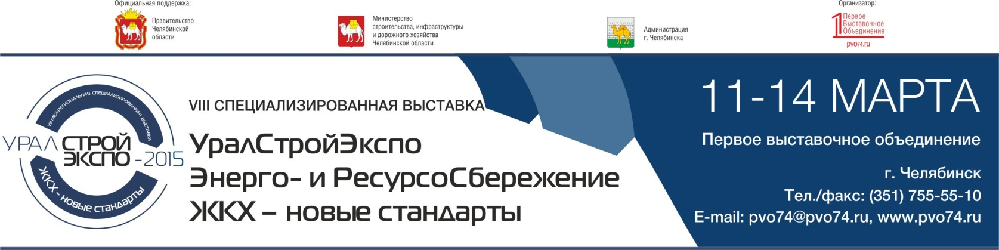 Официальная поддержка:
Правительство
Челябинской
области
Министерство
строительства, инфраструктуры
и дорожного хозяйства
Челябинской области
Администрация
г. Челябинска
Организатор:
1 Первое
Выставочное
Объединение
pvo74.ru
VIII МЕЖРЕГИОНАЛЬНАЯ СПЕЦИАЛИЗИРОВАННАЯ ВЫСТАВКА
УРАЛ СТРОЙ
ЭКСПО -2015
ЖКХ - новые стандарты
VIII СПЕЦИАЛИЗИРОВАННАЯ ВЫСТАВКА
УралСтройЭкспо
Энерго- и РесурсоСбережение
ЖКХ – новые стандарты
11-14 МАРТА
Первое выставочное объединение
г. Челябинск
Тел./факс: (351) 755-55-10
E-mail: pvo74@pvo74.ru, www.pvo74.ru